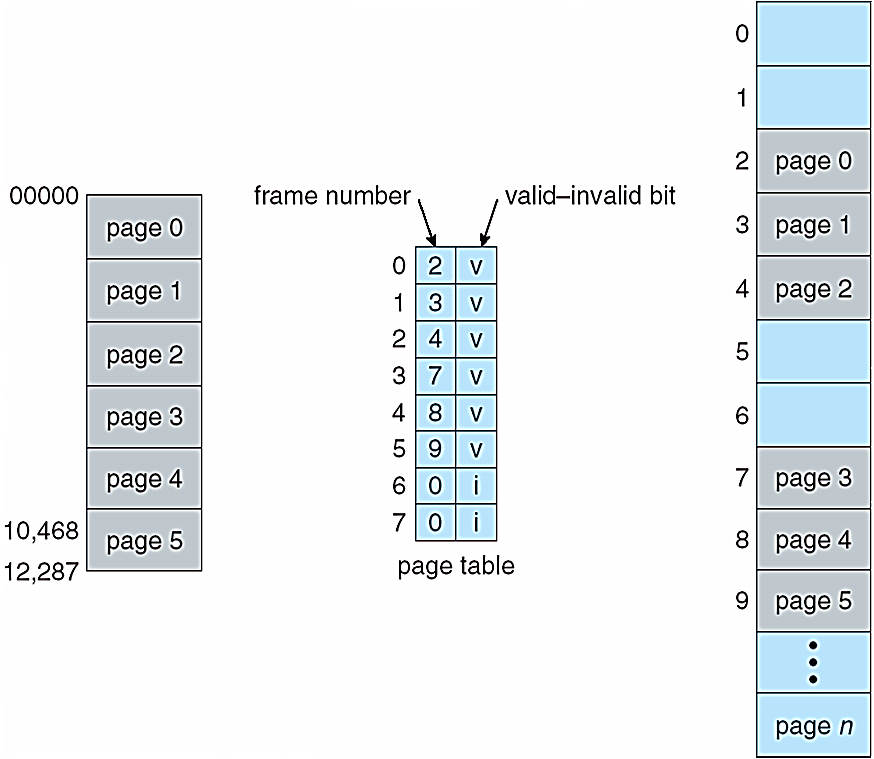 00000
page 0
page 1
page 2
page 3
page 4
10,468
page 5
12,287
frame number
valid–invalid bit
0 2 v
1 3 v
2 4 v
3 7 v
4 8 v
5 9 v
6 0 i
7 0 i
page table
0
1
2 page 0
3 page 1
4 page 2
5
6
7 page 3
8 page 4
9 page 5
page n